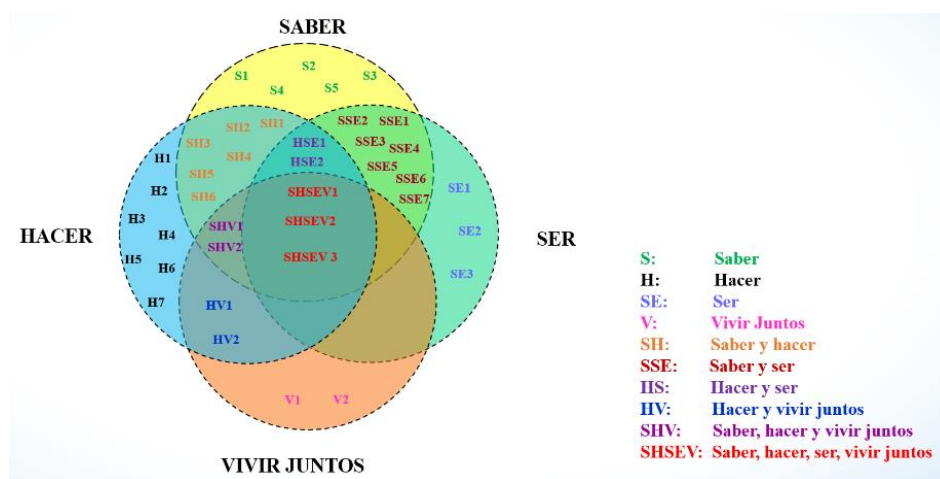 SABER
S1 S2 S3
S4 S5
SSE2 SSE1
SH2 SH1
SH3 HSE1 SSE3 SSE4
H1 SH4 HSE2 SSE5
SH5 SSE6
H2 SH6 SHSEV1 SSE7 SE1
H3 SHV1 SHSEV2
HACER H4 SHV2 SE2 SER
H5 H6 SHSEV 3 SE3
H7 HV1
HV2
V1 V2
VIVIR JUNTOS
S: Saber
H: Hacer
SE: Ser
V: Vivir Juntos
SH: Saber y hacer
SSE: Saber y ser
HS: Hacer y ser
HV: Hacer y vivir juntos
SHV: Saber, hacer y vivir juntos
SHSEV: Saber, hacer, ser, vivir juntos